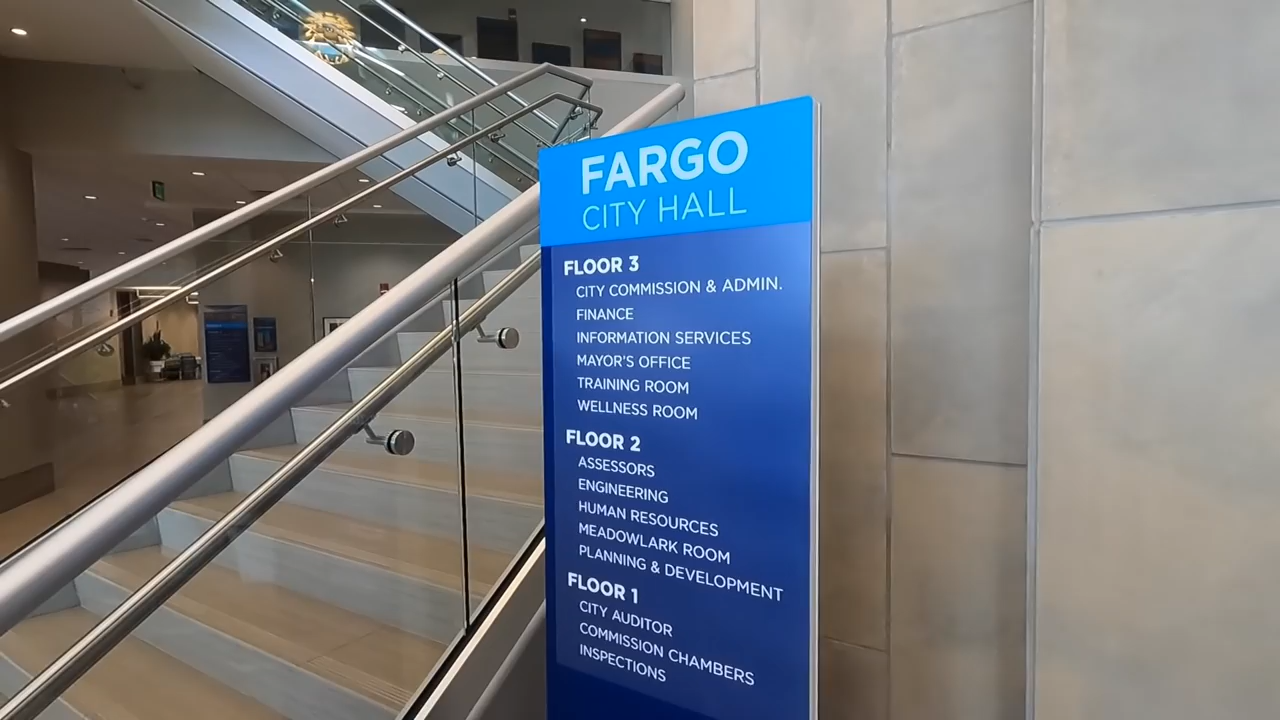 FARGO
CITY HALL
FLOOR 3
CITY COMMISSION & ADMIN.
FINANCE
INFORMATION SERVICES
MAYOR'S OFFICE
TRAINING ROOM
WELLNESS ROOM
FLOOR 2
ASSESSORS
ENGINEERING
HUMAN RESOURCES
MEADOWLARK ROOM
PLANNING & DEVELOPMENT
FLOOR 1
CITY AUDITOR
COMMISSION CHAMBERS
INSPECTIONS